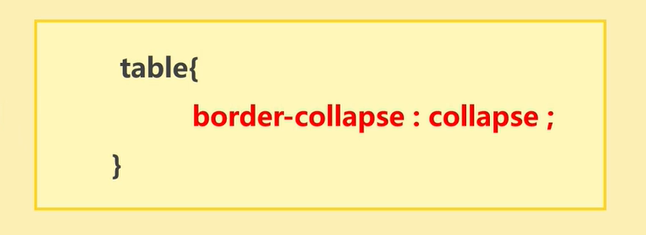 table{
border-collapse : collapse ;
}